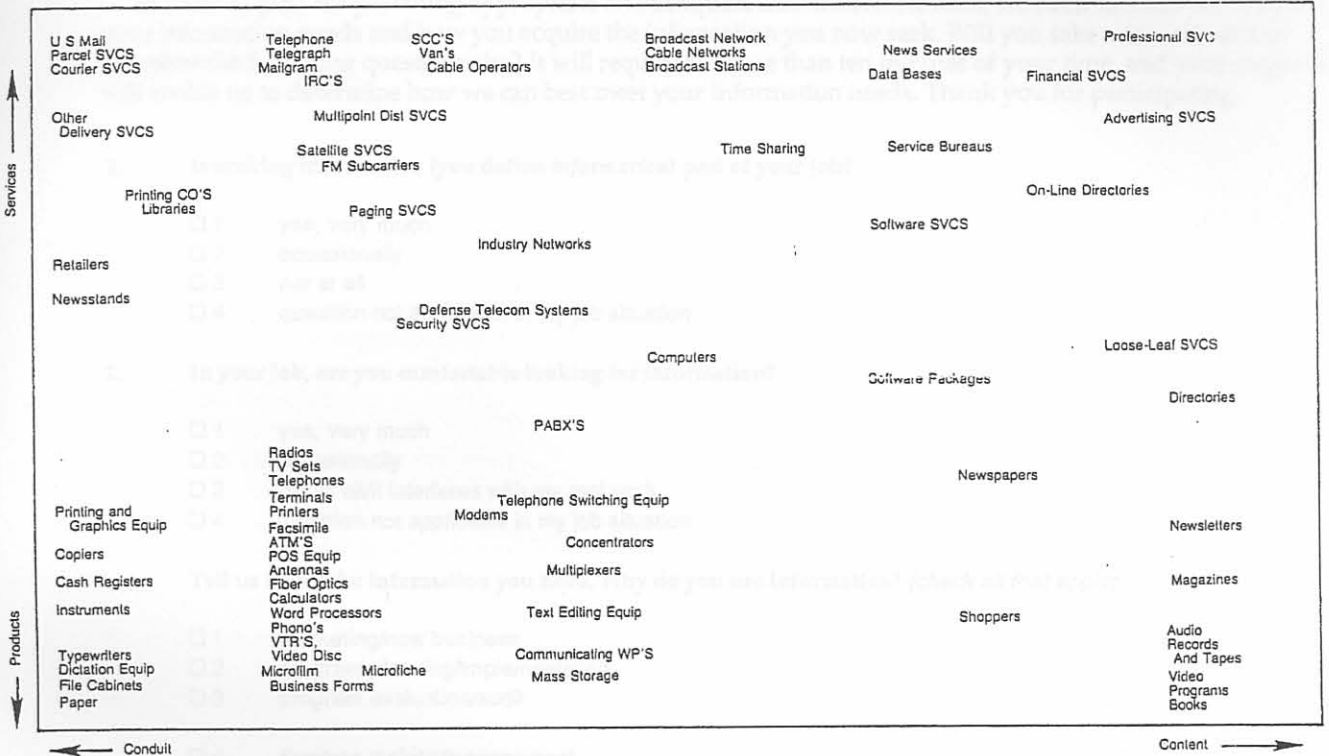 U S Mail
Parcel SVCS
Courier SVCS
Telephone
Telegraph
Mailgram
IRC'S
SCC'S
Van's
Cable Operators
Broadcast Network
Cable Networks
Broadcast Stations
News Services
Data Bases
Professional SVC
Financial SVCS
Other
Delivery SVCS
Multipoint Dist SVCS
Advertising SVCS
Satellite SVCS
FM Subcarriers
Time Sharing
Service Bureaus
Printing CO'S
Libraries
Paging SVCS
On-Line Directories
Software SVCS
Industry Networks
Retailers
Newsstands
Defense Telecom Systems
Security SVCS
Computers
Loose-Leaf SVCS
Software Packages
Directories
PABX'S
Radios
TV Sets
Telephones
Terminals
Printers
Facsimile
ATM'S
POS Equip
Antennas
Fiber Optics
Calculators
Word Processors
Phono's
VTR'S,
Video Disc
Microfilm
Microfiche
Business Forms
Newspapers
Telephone Switching Equip
Modems
Printing and
Graphics Equip
Newsletters
Concentrators
Copiers
Multiplexers
Cash Registers
Magazines
Instruments
Text Editing Equip
Shoppers
Audio
Records
And Tapes
Video
Programs
Books
Typewriters
Dictation Equip
File Cabinets
Paper
Communicating WP'S
Mass Storage
Services
Products
Conduit
Content